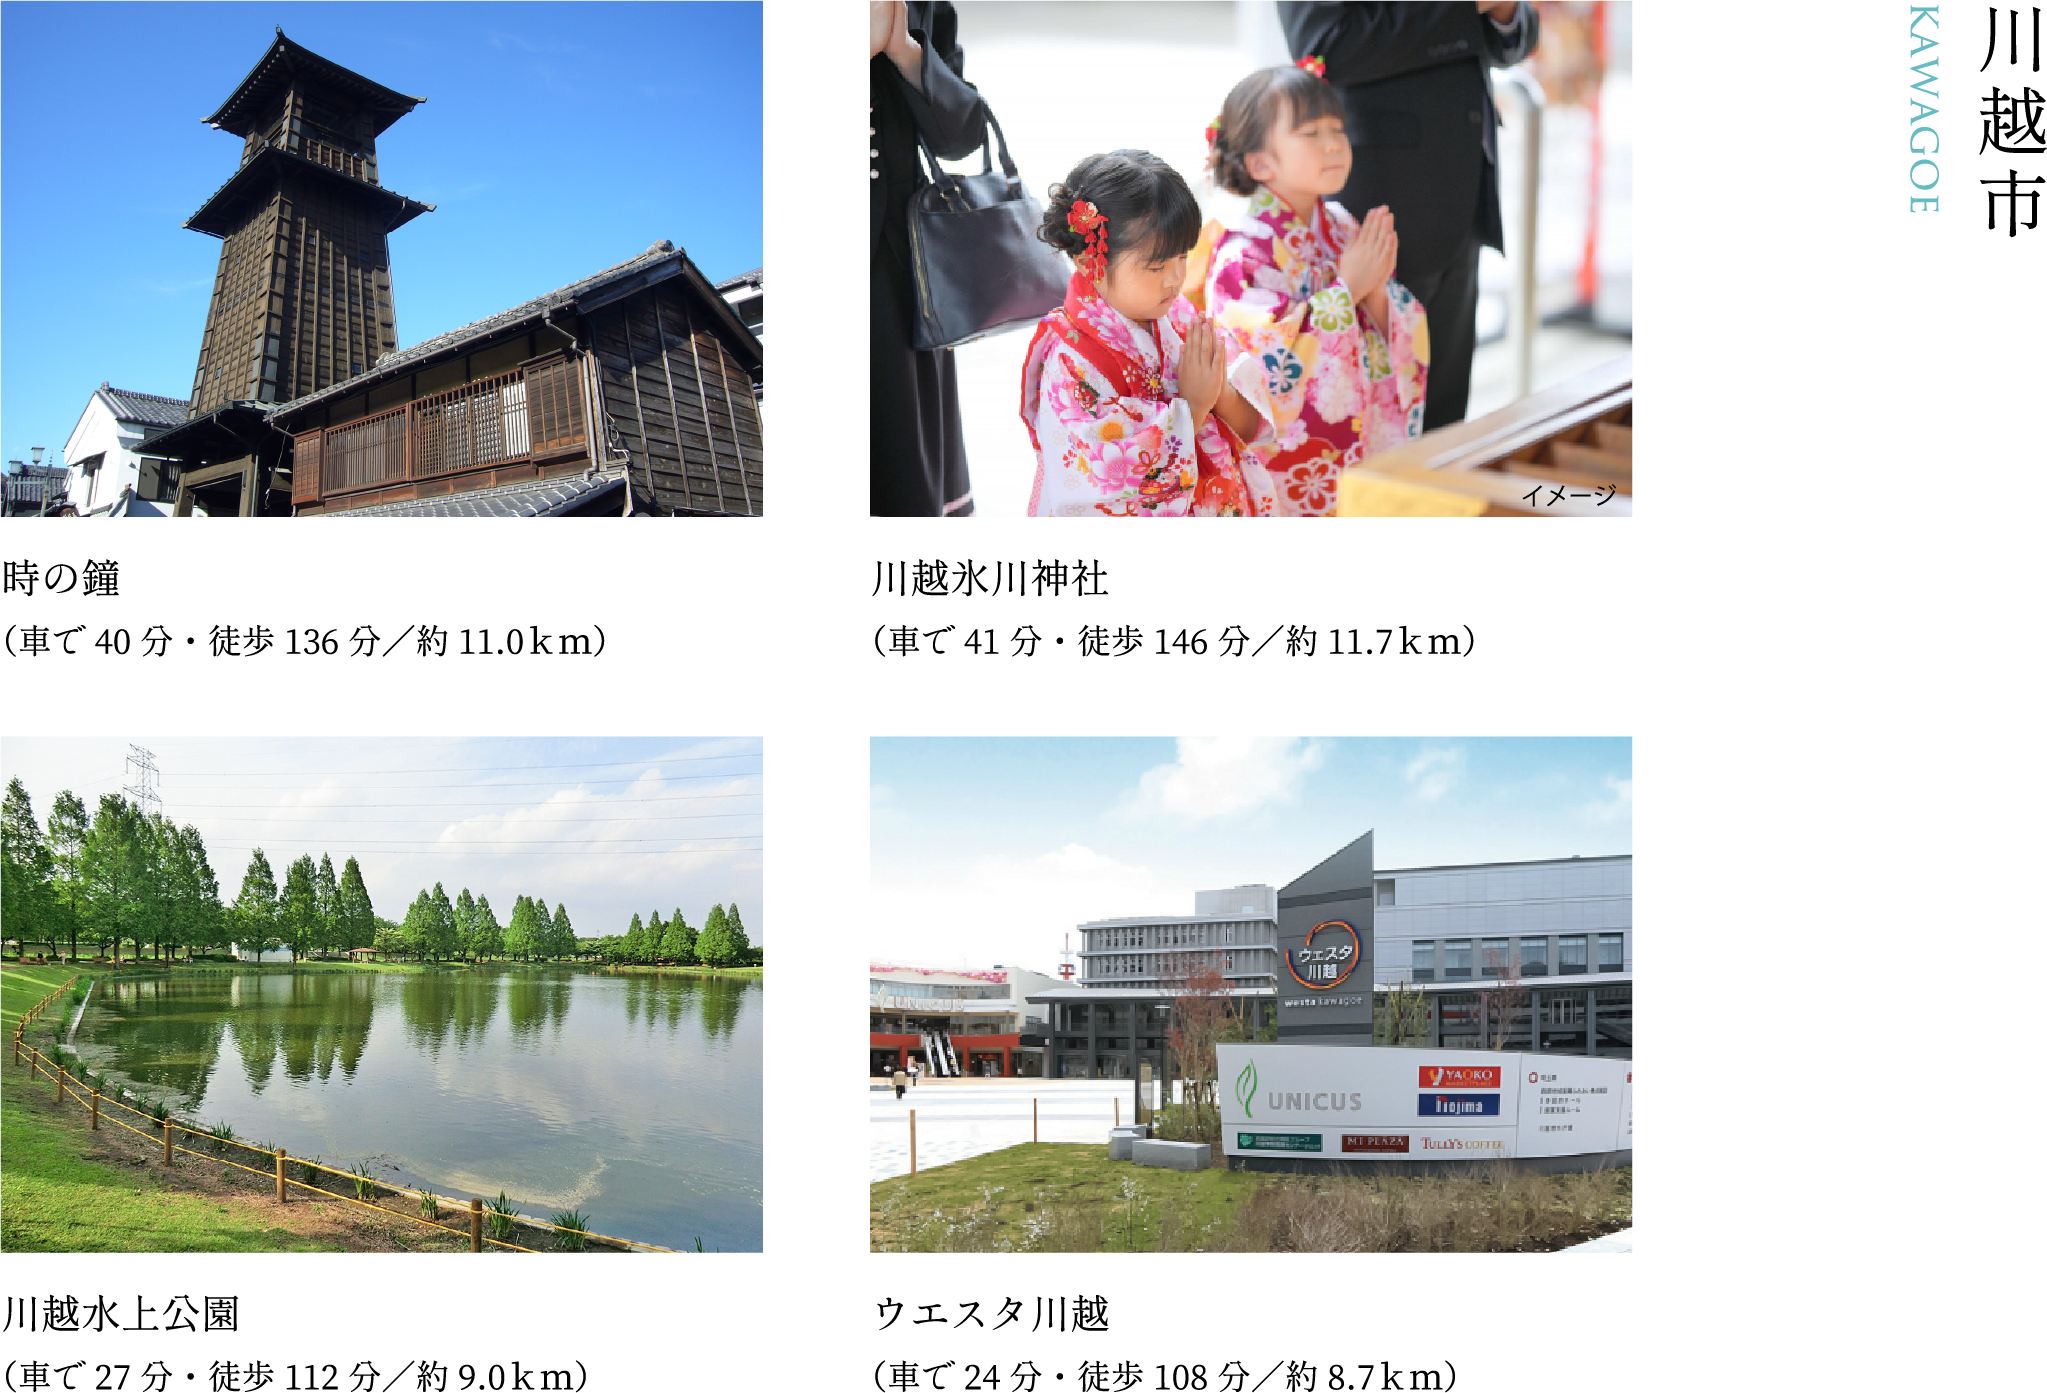 川越市
KAWAGOE
イメージ
時の鐘
（車で 40 分・徒歩 136 分／約 11.0ｋｍ）
川越氷川神社
（車で 41 分・徒歩 146 分／約 11.7ｋｍ）
ウェスタ
川越
westa kawagoe
UNICUS
YAOKO
MARKETPLACE
Nojima
MT PLAZA
TULLY'S COFFEE
川越水上公園
（車で 27 分・徒歩 112 分／約 9.0ｋｍ）
ウエスタ川越
（車で 24 分・徒歩 108 分／約 8.7ｋｍ）